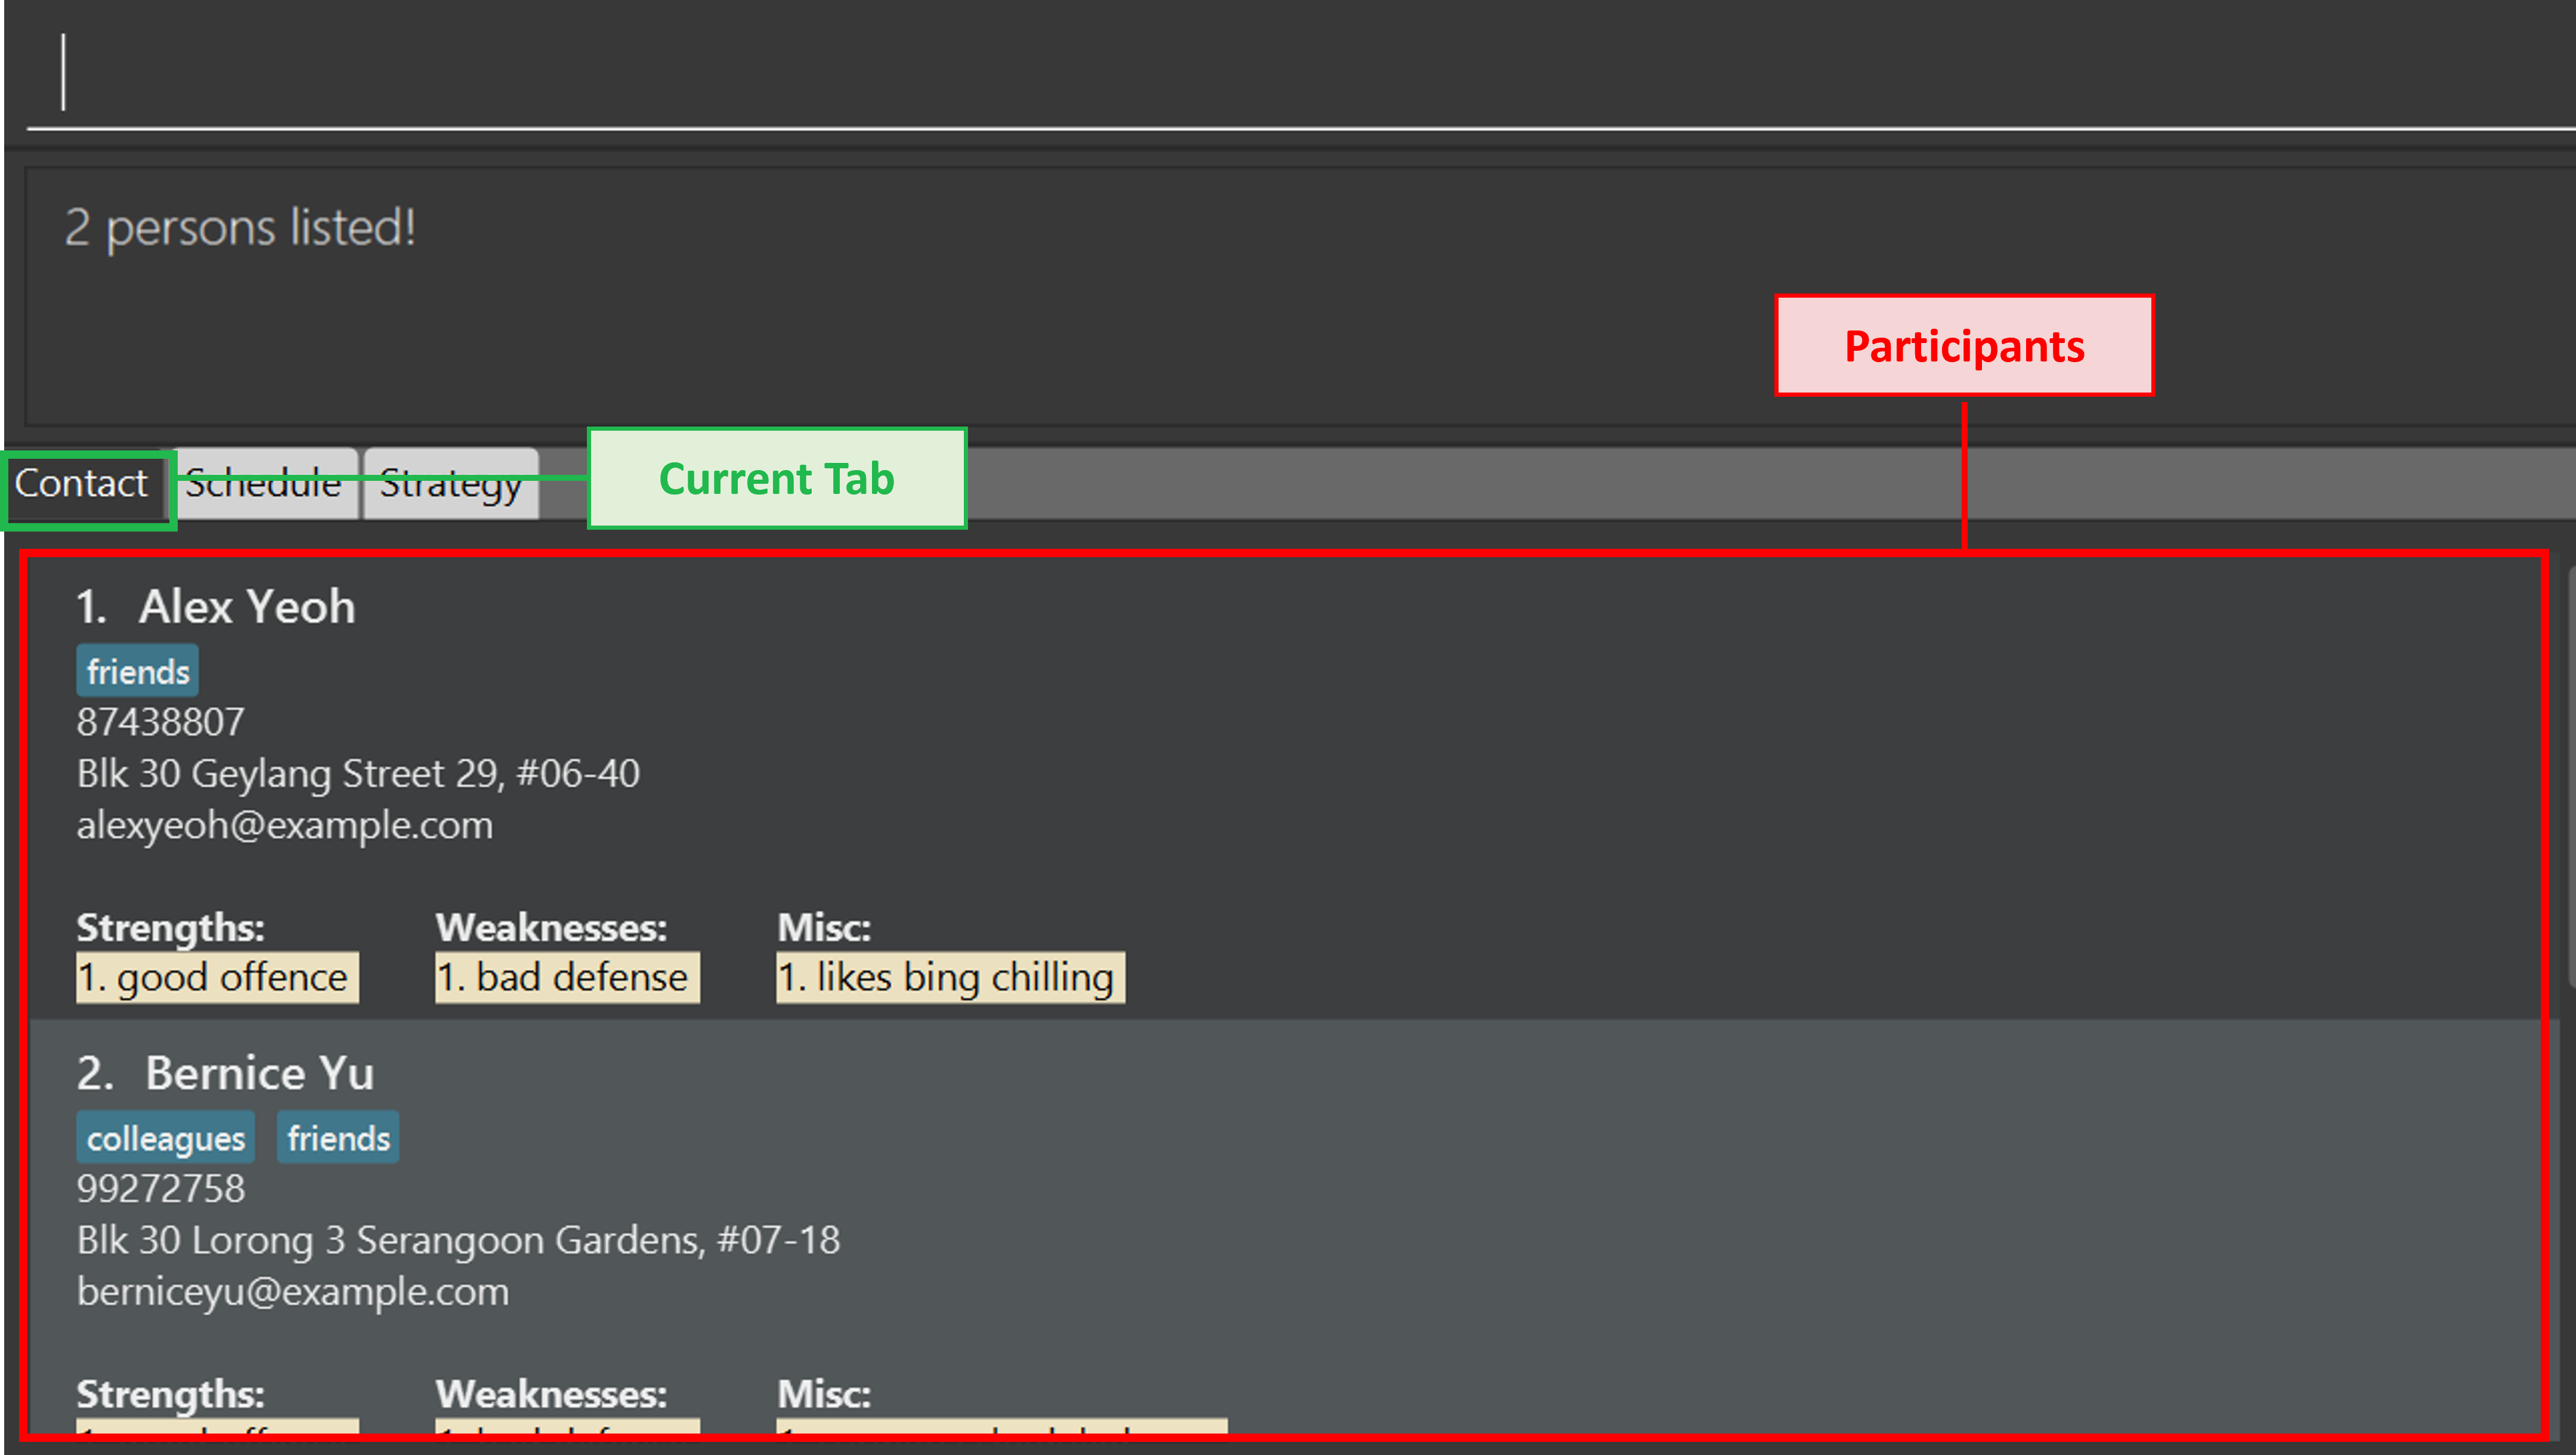 2 persons listed!
Participants
Contact Schedule Strategy Current Tab
1. Alex Yeoh
friends
87438807
Blk 30 Geylang Street 29, #06-40
alexyeoh@example.com
Strengths: Weaknesses: Misc:
1. good offence 1. bad defense 1. likes bing chilling
2. Bernice Yu
colleagues friends
99272758
Blk 30 Lorong 3 Serangoon Gardens, #07-18
berniceyu@example.com
Strengths: Weaknesses: Misc: